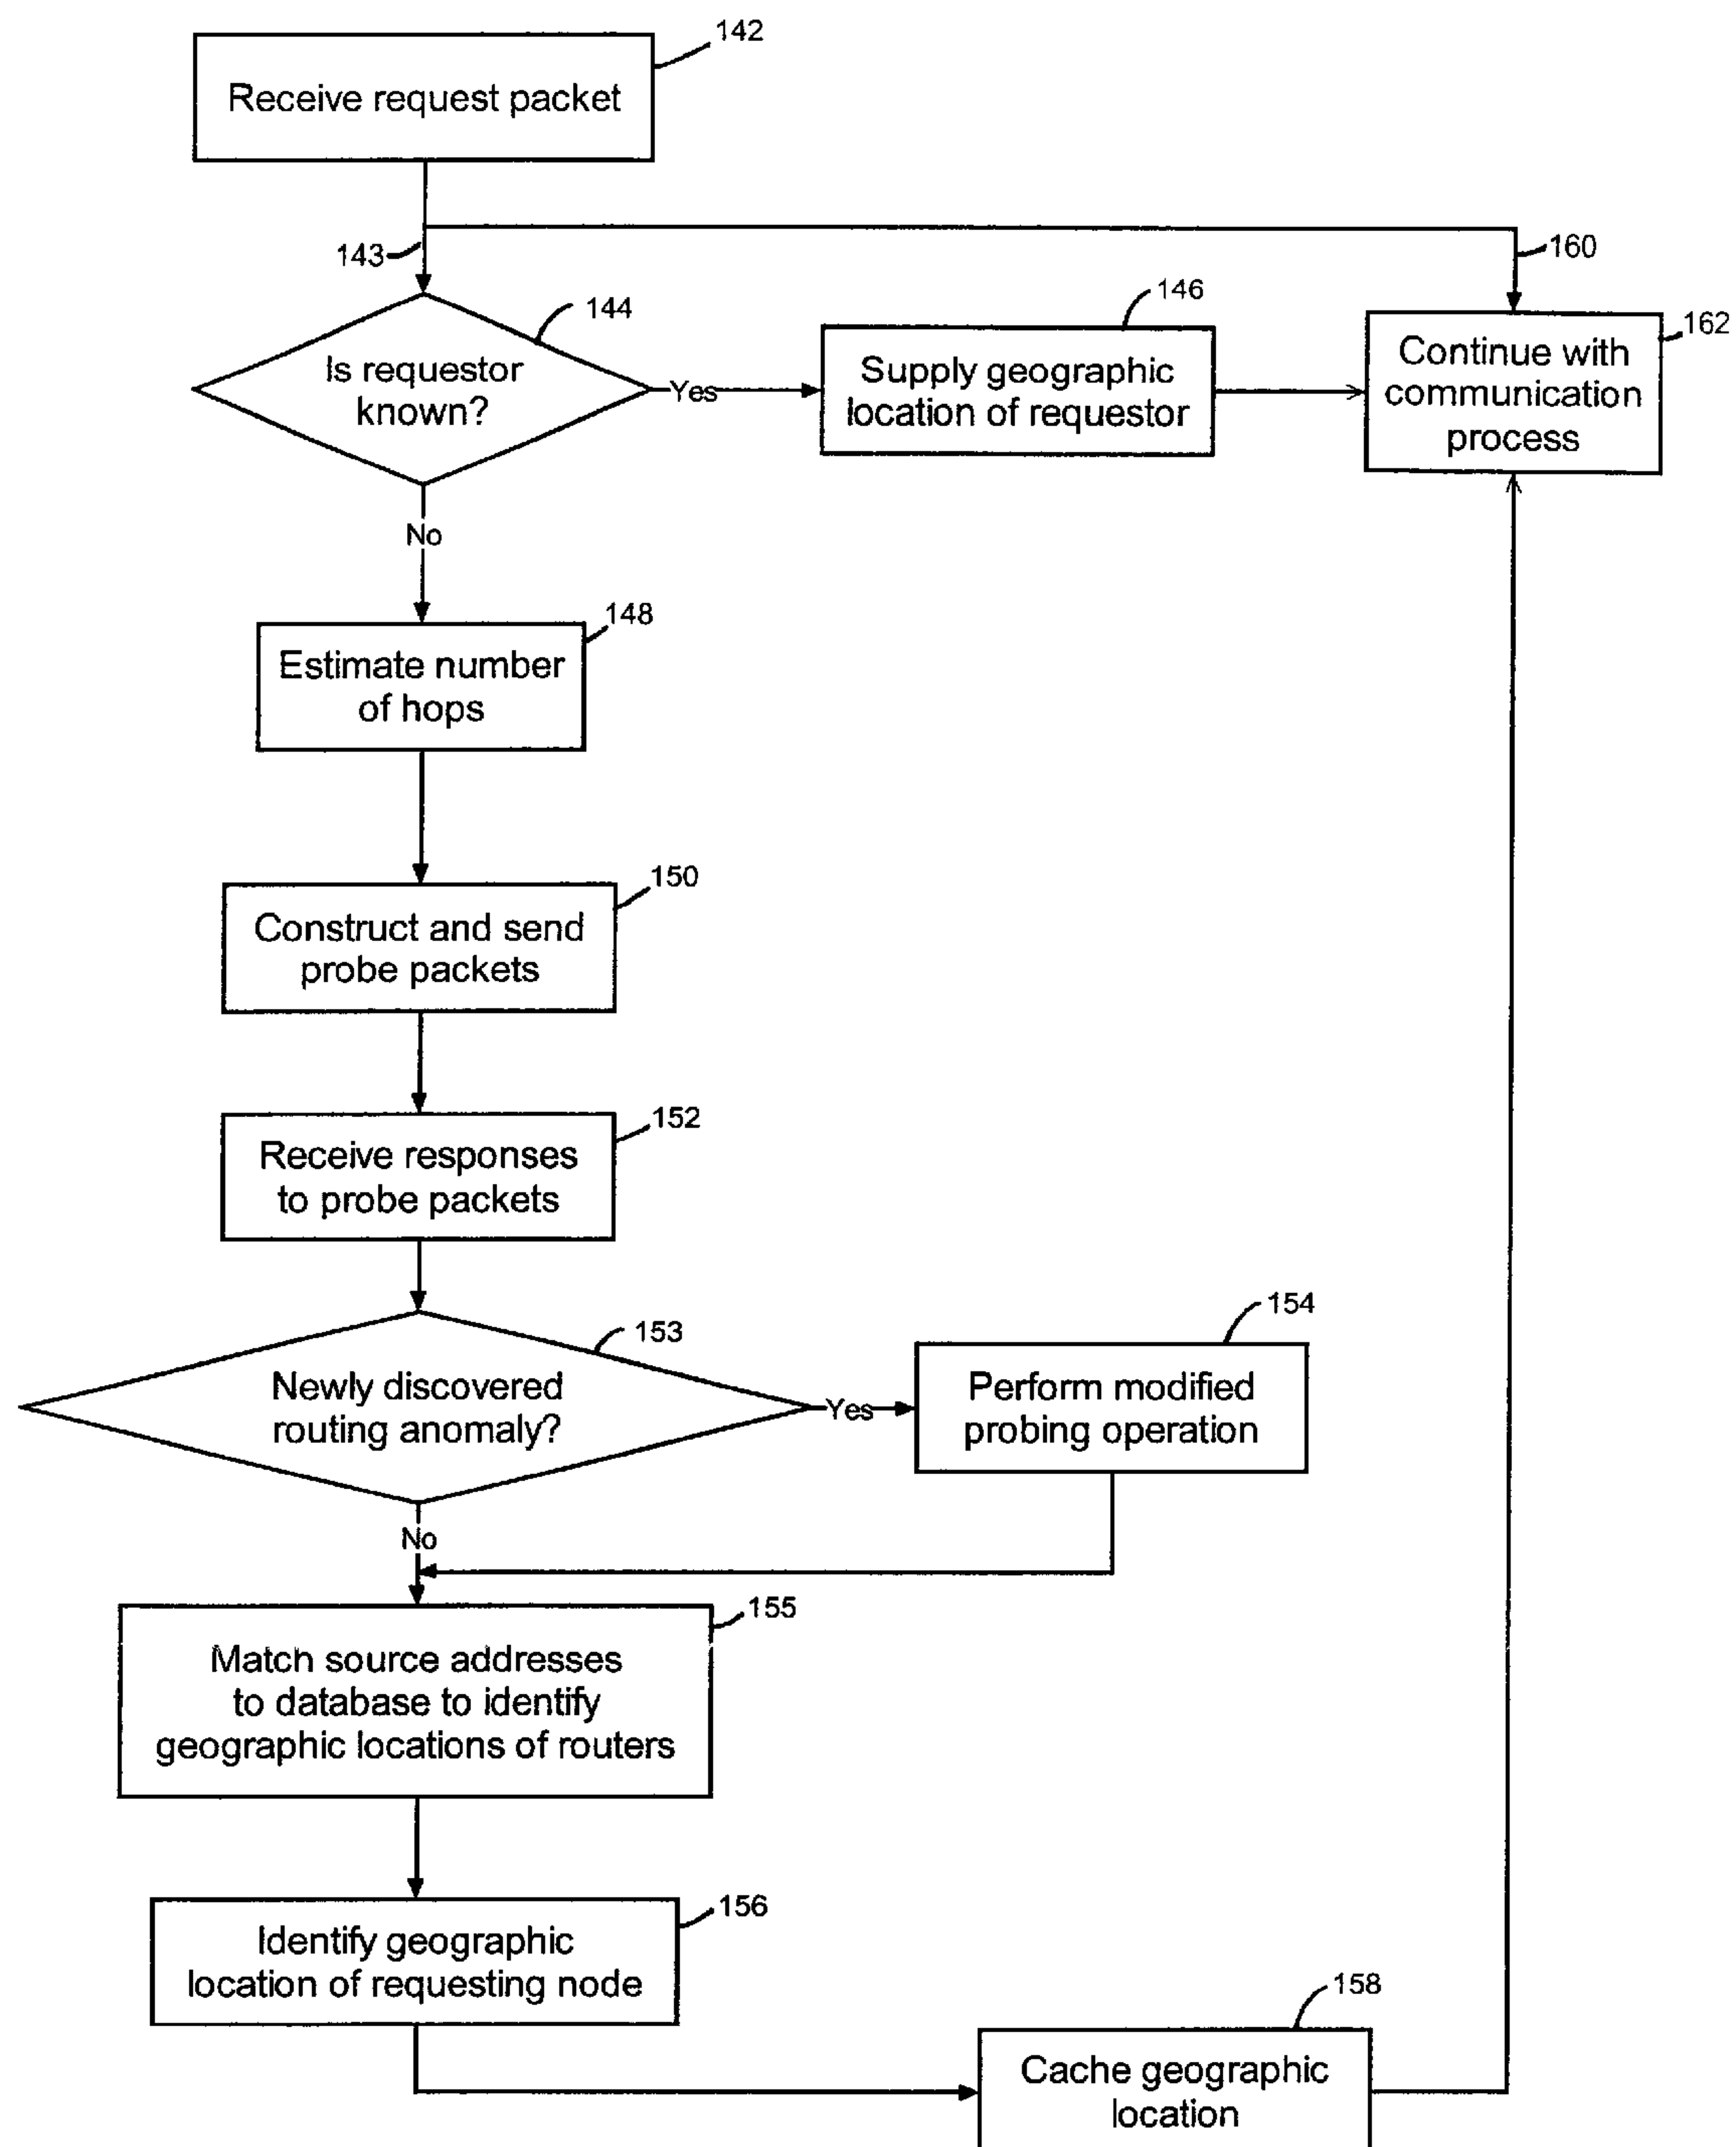 142
Receive request packet
143
160
144
Is requestor
known?
Yes
146
Supply geographic
location of requestor
162
Continue with
communication
process
No
148
Estimate number
of hops
150
Construct and send
probe packets
152
Receive responses
to probe packets
153
Newly discovered
routing anomaly?
Yes
154
Perform modified
probing operation
No
155
Match source addresses
to database to identify
geographic locations of routers
156
Identify geographic
location of requesting node
158
Cache geographic
location